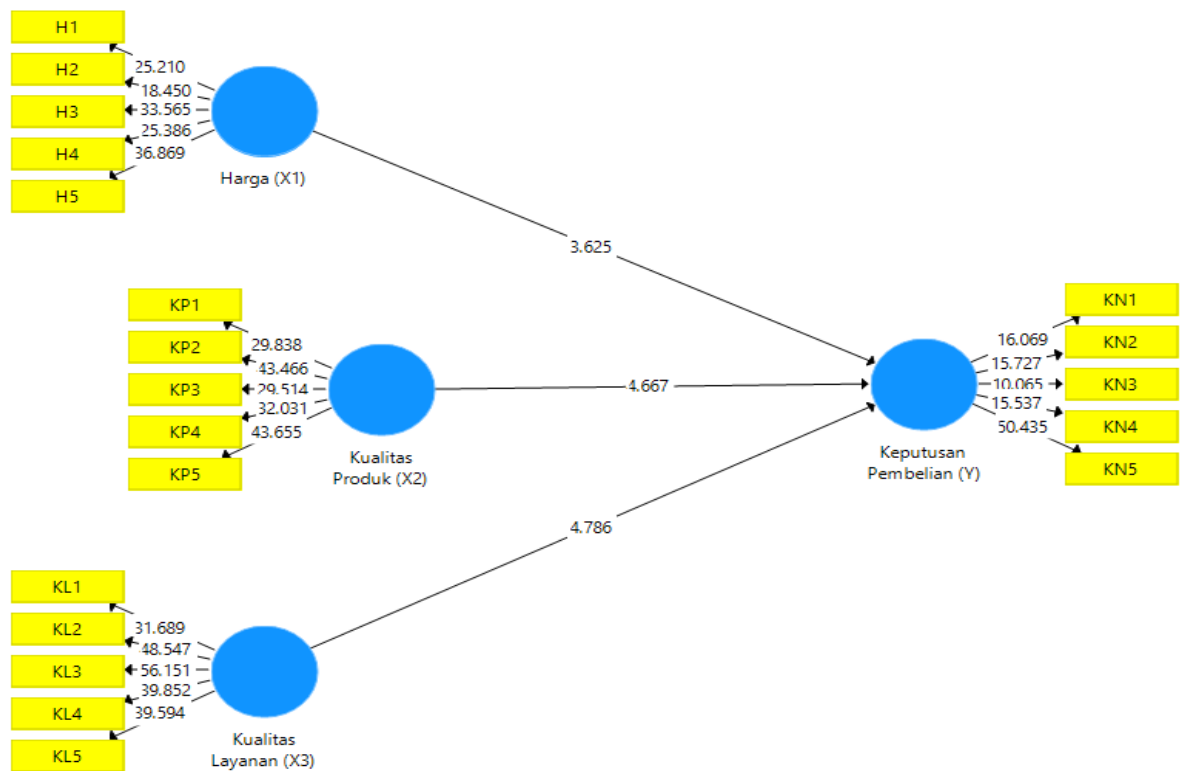 H1
H2
H3
H4
H5
25.210
18.450
33.565
25.386
36.869
Harga (X1)
3.625
KP1
KP2
KP3
KP4
KP5
29.838
43.466
29.514
32.031
43.655
Kualitas
Produk (X2)
4.667
KL1
KL2
KL3
KL4
KL5
31.689
48.547
56.151
39.852
39.594
Kualitas
Layanan (X3)
4.786
Keputusan
Pembelian (Y)
16.069
15.727
10.065
15.537
50.435
KN1
KN2
KN3
KN4
KN5